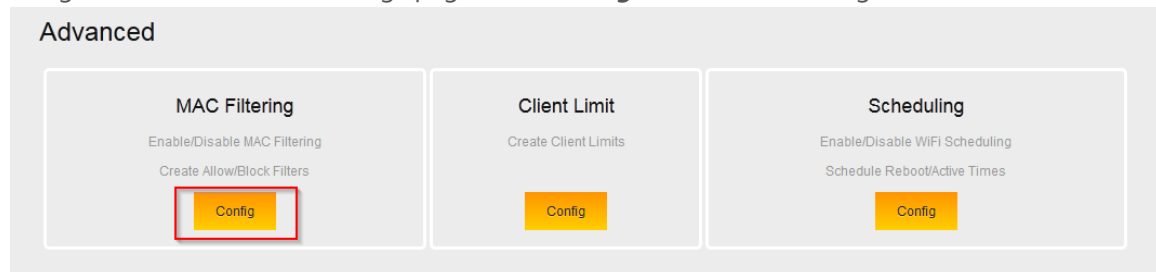 Advanced
MAC Filtering
Enable/Disable MAC Filtering
Create Allow/Block Filters
Config
Client Limit
Create Client Limits
Config
Scheduling
Enable/Disable WiFi Scheduling
Schedule Reboot/Active Times
Config